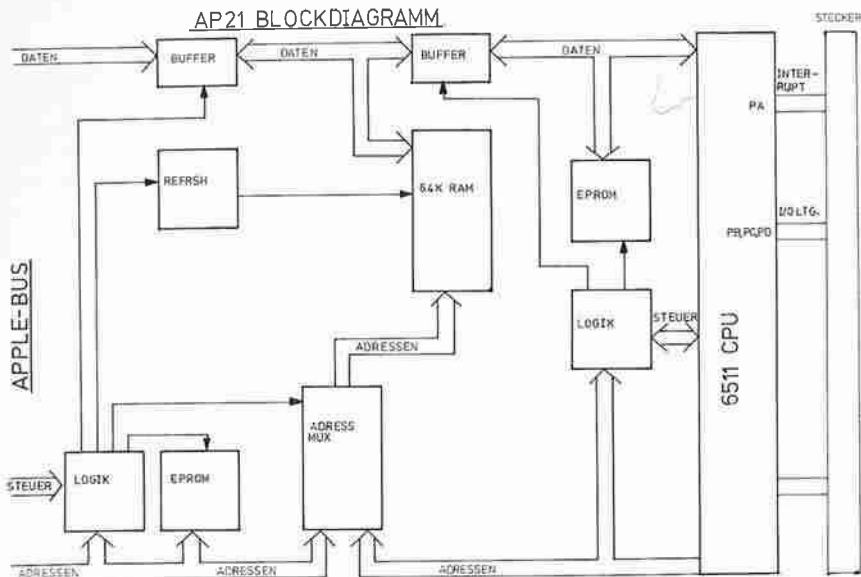 AP21 BLOCKDIAGRAMM
STECKER
DATEN
BUFFER
DATEN
BUFFER
DATEN
INTER-
RUPT
PA
REFRSH
64K RAM
EPROM
I/O LTG.
PB,PC,PD
APPLE-BUS
LOGIK
STEUER
ADRESSEN
6511 CPU
ADRESS
MUX
STEUER
LOGIK
EPROM
ADRESSEN
ADRESSEN
ADRESSEN